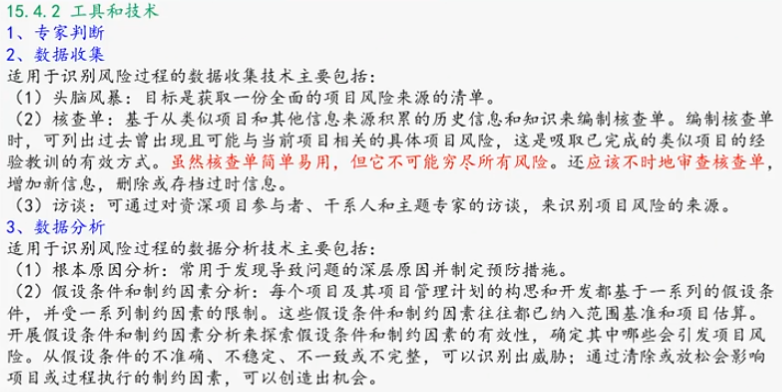 15.4.2 工具和技术
1、专家判断
2、数据收集
适用于识别风险过程的数据收集技术主要包括：
（1）头脑风暴：目标是获取一份全面的项目风险来源的清单。
（2）核查单：基于从类似项目和其他信息来源积累的历史信息和知识来编制核查单。编制核查单
时，可列出过去曾出现且可能与当前项目相关的具体项目风险，这是吸取已完成的类似项目的经
验教训的有效方式。虽然核查单简单易用，但它不可能穷尽所有风险。还应该不时地审查核查单，
增加新信息，删除或存档过时信息。
（3）访谈：可通过对资深项目参与者、干系人和主题专家的访谈，来识别项目风险的来源。
3、数据分析
适用于识别风险过程的数据分析技术主要包括：
（1）根本原因分析：常用于发现导致问题的深层原因并制定预防措施。
（2）假设条件和制约因素分析：每个项目及其项目管理计划的构思和开发都基于一系列的假设条
件，并受一系列制约因素的限制。这些假设条件和制约因素往往都已纳入范围基准和项目估算。
开展假设条件和制约因素分析来探索假设条件和制约因素的有效性，确定其中哪些会引发项目风
险。从假设条件的不准确、不稳定、不一致或不完整，可以识别出威胁；通过清除或放松会影响
项目或过程执行的制约因素，可以创造出机会。